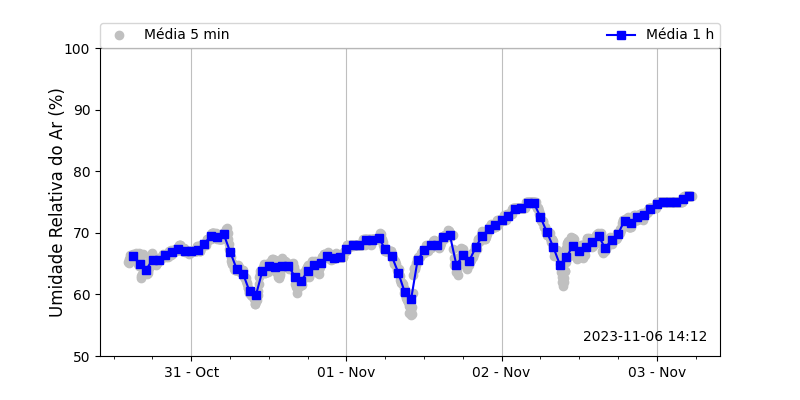 Média 5 min
Média 1 h
Umidade Relativa do Ar (%)
100
90
80
70
60
50
2023-11-06 14:12
31 - Oct
01 - Nov
02 - Nov
03 - Nov